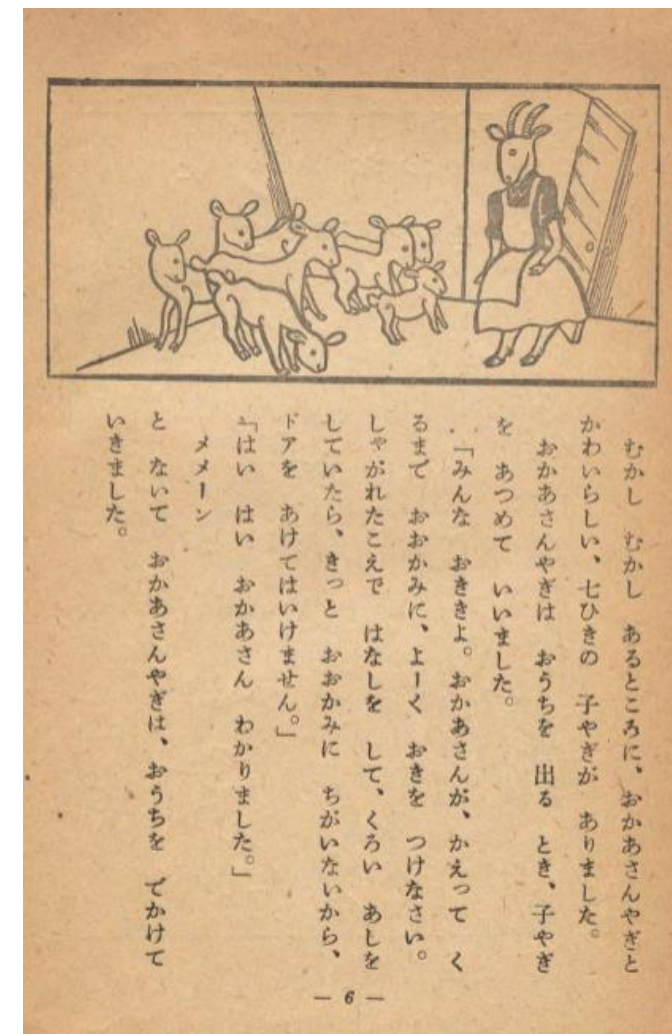 むかし むかし あるところに、おかあさんやぎと
かわいらしい、七ひきの 子やぎが ありました。
おかあさんやぎは おうちを 出る とき、子やぎ
を あつめて いいました。
「みんな おききよ。おかあさんが、かえって く
るまで おおかみに、よーく おきを つけなさい。
しゃがれたこえで はなしを して、くろい あしを
していたら、きっと おおかみに ちがいないから、
ドアを あけてはいけません。」
「はい はい おかあさん わかりました。」
メメーン
と ないて おかあさんやぎは、おうちを でかけて
いきました。
— 6 —